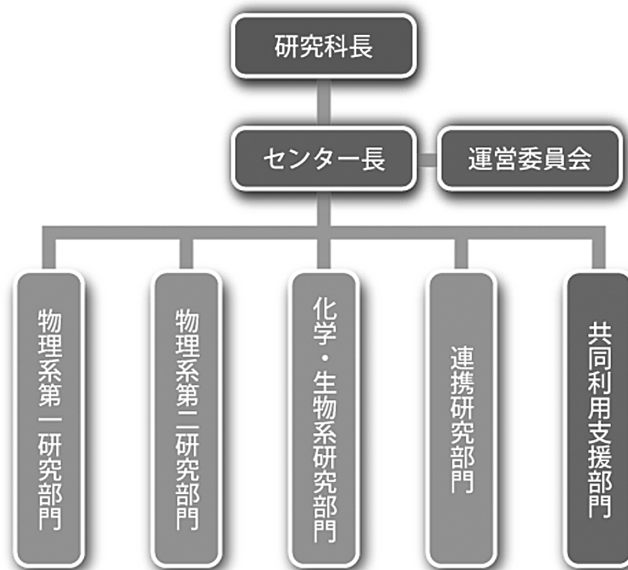 研究科長
センター長
運営委員会
物理系第一研究部門
物理系第二研究部門
化学・生物系研究部門
連携研究部門
共同利用支援部門